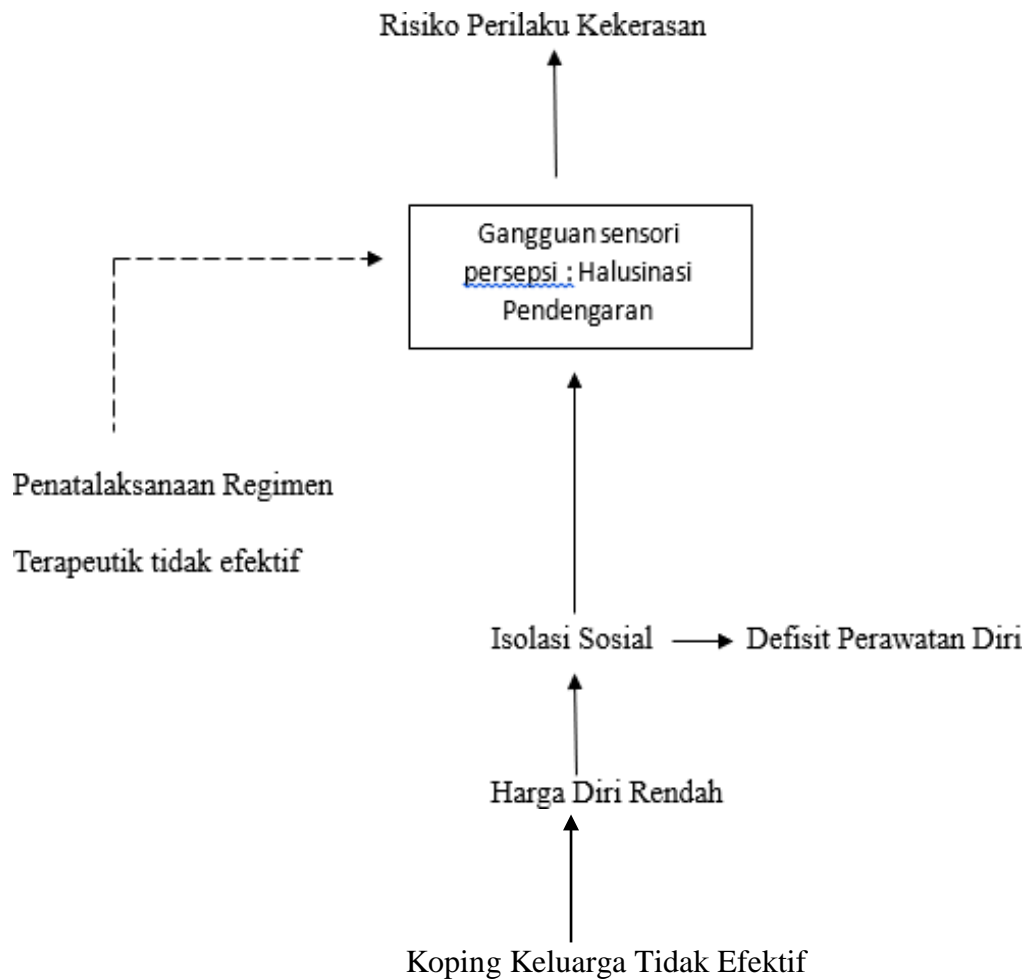 Risiko Perilaku Kekerasan
Gangguan sensori
persepsi : Halusinasi
Pendengaran
Penatalaksanaan Regimen
Terapeutik tidak efektif
Isolasi Sosial
Defisit Perawatan Diri
Harga Diri Rendah
Koping Keluarga Tidak Efektif